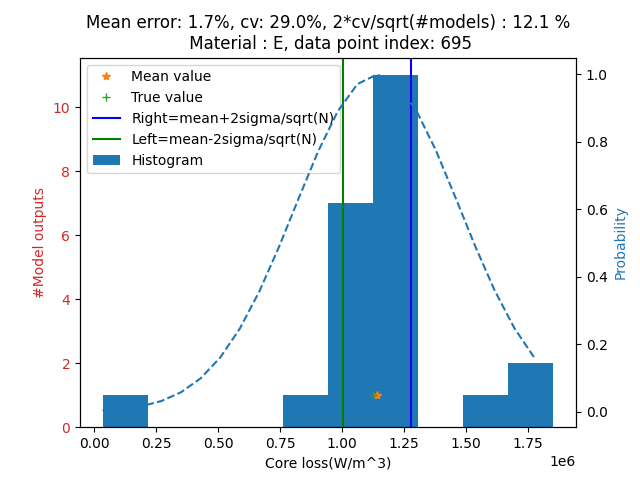 Mean error: 1.7%, cv: 29.0%, 2*cv/sqrt(#models) : 12.1 %
Material : E, data point index: 695
Mean value
True value
Right=mean+2sigma/sqrt(N)
Left=mean-2sigma/sqrt(N)
Histogram
#Model outputs
10
8
6
4
2
0
1.0
0.8
0.6
0.4
0.2
0.0
Probability
0.00 0.25 0.50 0.75 1.00 1.25 1.50 1.75
1e6
Core loss(W/m^3)